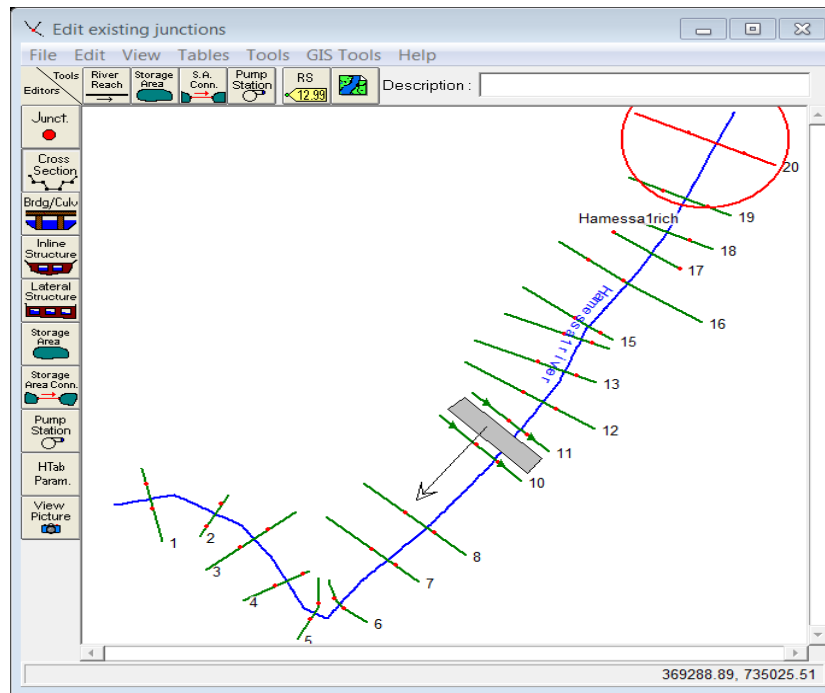 Edit existing junctions
File Edit View Tables Tools GIS Tools Help
Tools
Editors
River
Reach
Storage
Area
S.A.
Conn.
Pump
Station
RS
12.99
Description :
Junct.
Cross
Section
Brdg/Culv
Inline
Structure
Lateral
Structure
Storage
Area
Storage
Area Conn.
Pump
Station
HTab
Param.
View
Picture
20
19
Hamessa1rich
18
17
16
Hamessa1river
15
13
12
11
10
8
7
6
5
4
3
2
1
369288.89, 735025.51